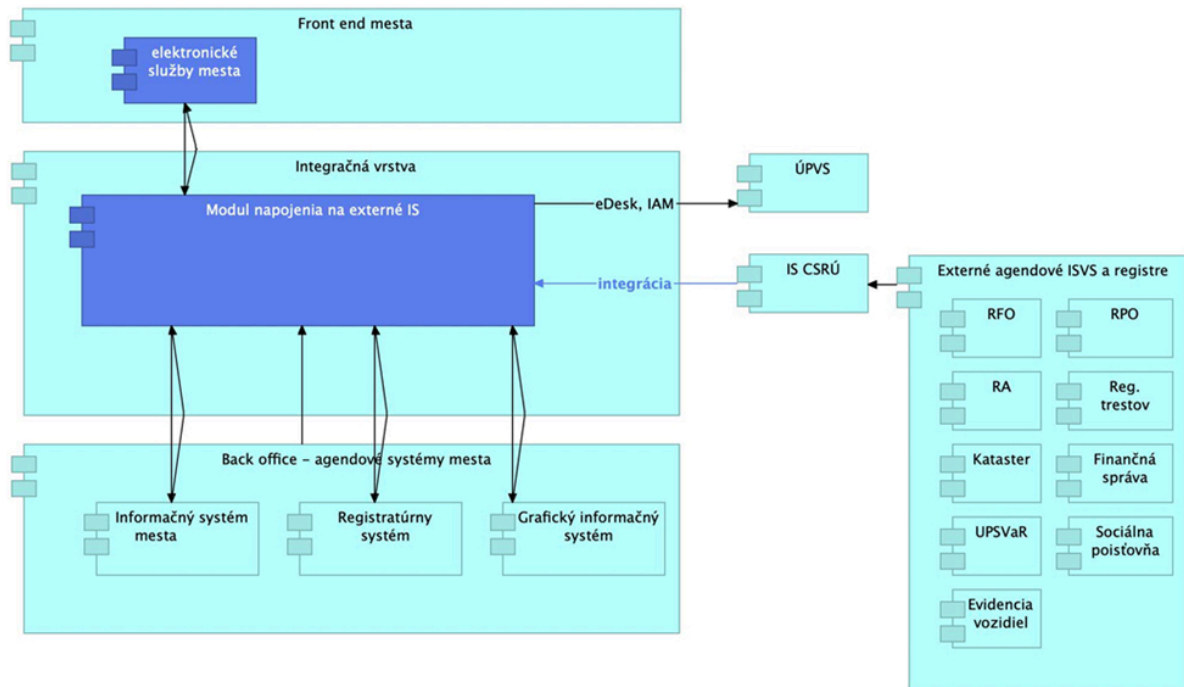 Front end mesta
elektronické
služby mesta
Integračná vrstva
Modul napojenia na externé IS
eDesk, IAM
ÚPVS
integrácia
IS CSRÚ
Externé agendové ISVS a registre
RFO
RPO
RA
Reg.
trestov
Kataster
Finančná
správa
UPSVaR
Sociálna
poisťovňa
Evidencia
vozidiel
Back office – agendové systémy mesta
Informačný systém
mesta
Registratúrny
systém
Grafický informačný
systém